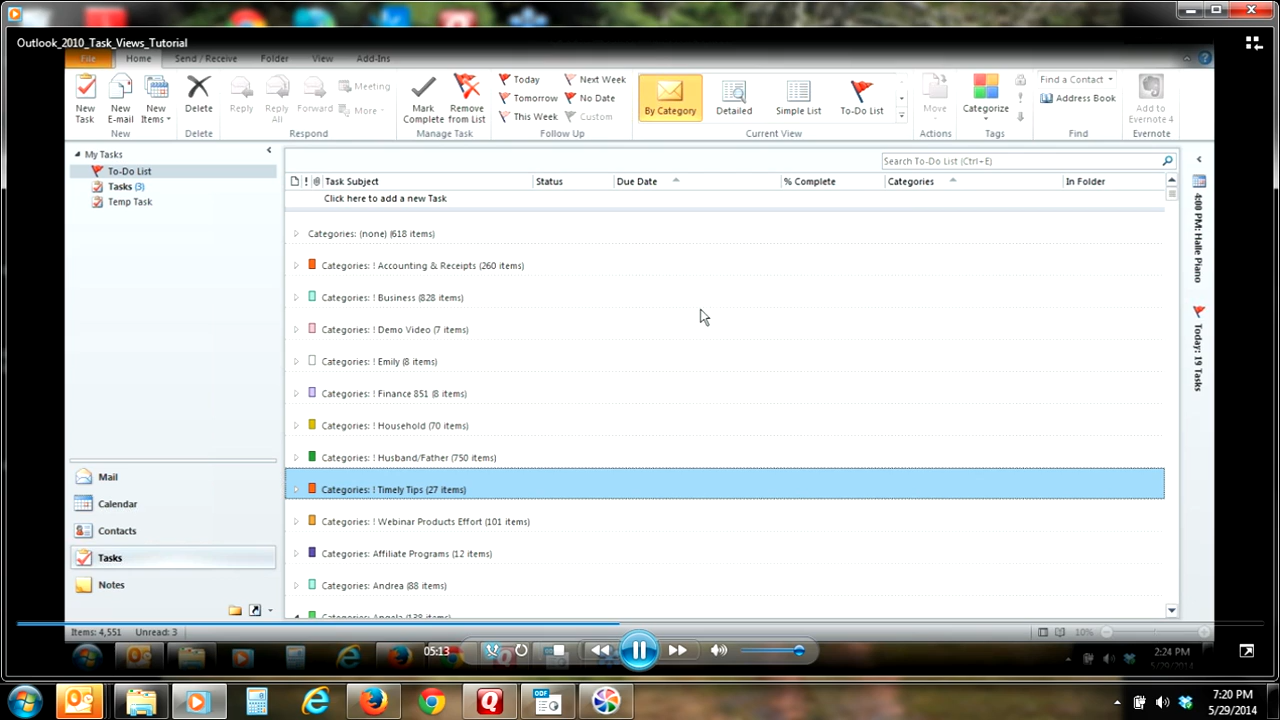 Outlook_2010_Task_Views_Tutorial
File Home Send / Receive Folder View Add-Ins
New Task
New E-mail
New Items
New
Delete
Delete
Reply
Reply All
Forward
Meeting
More
Respond
Mark Complete
Remove from List
Manage Task
Today
Tomorrow
This Week
Next Week
No Date
Custom
Follow Up
By Category
Detailed
Simple List
To-Do List
Current View
Move
Actions
Categorize
Tags
Find a Contact
Address Book
Find
Add to Evernote 4
Evernote
My Tasks
To-Do List
Tasks (3)
Temp Task
Mail
Calendar
Contacts
Tasks
Notes
Search To-Do List (Ctrl+E)
Task Subject Status Due Date % Complete Categories In Folder
Click here to add a new Task
Categories: (none) (618 items)
Categories: ! Accounting & Receipts (260 items)
Categories: ! Business (828 items)
Categories: ! Demo Video (7 items)
Categories: ! Emily (8 items)
Categories: ! Finance 851 (8 items)
Categories: ! Household (70 items)
Categories: ! Husband/Father (750 items)
Categories: ! Timely Tips (27 items)
Categories: ! Webinar Products Effort (101 items)
Categories: Affiliate Programs (12 items)
Categories: Andrea (88 items)
Categories: Angela (138 items)
4:00 PM: Halle Piano
Today: 19 Tasks
Items: 4,551 Unread: 3
10%
05:13
2:24 PM
5/29/2014
7:20 PM
5/29/2014